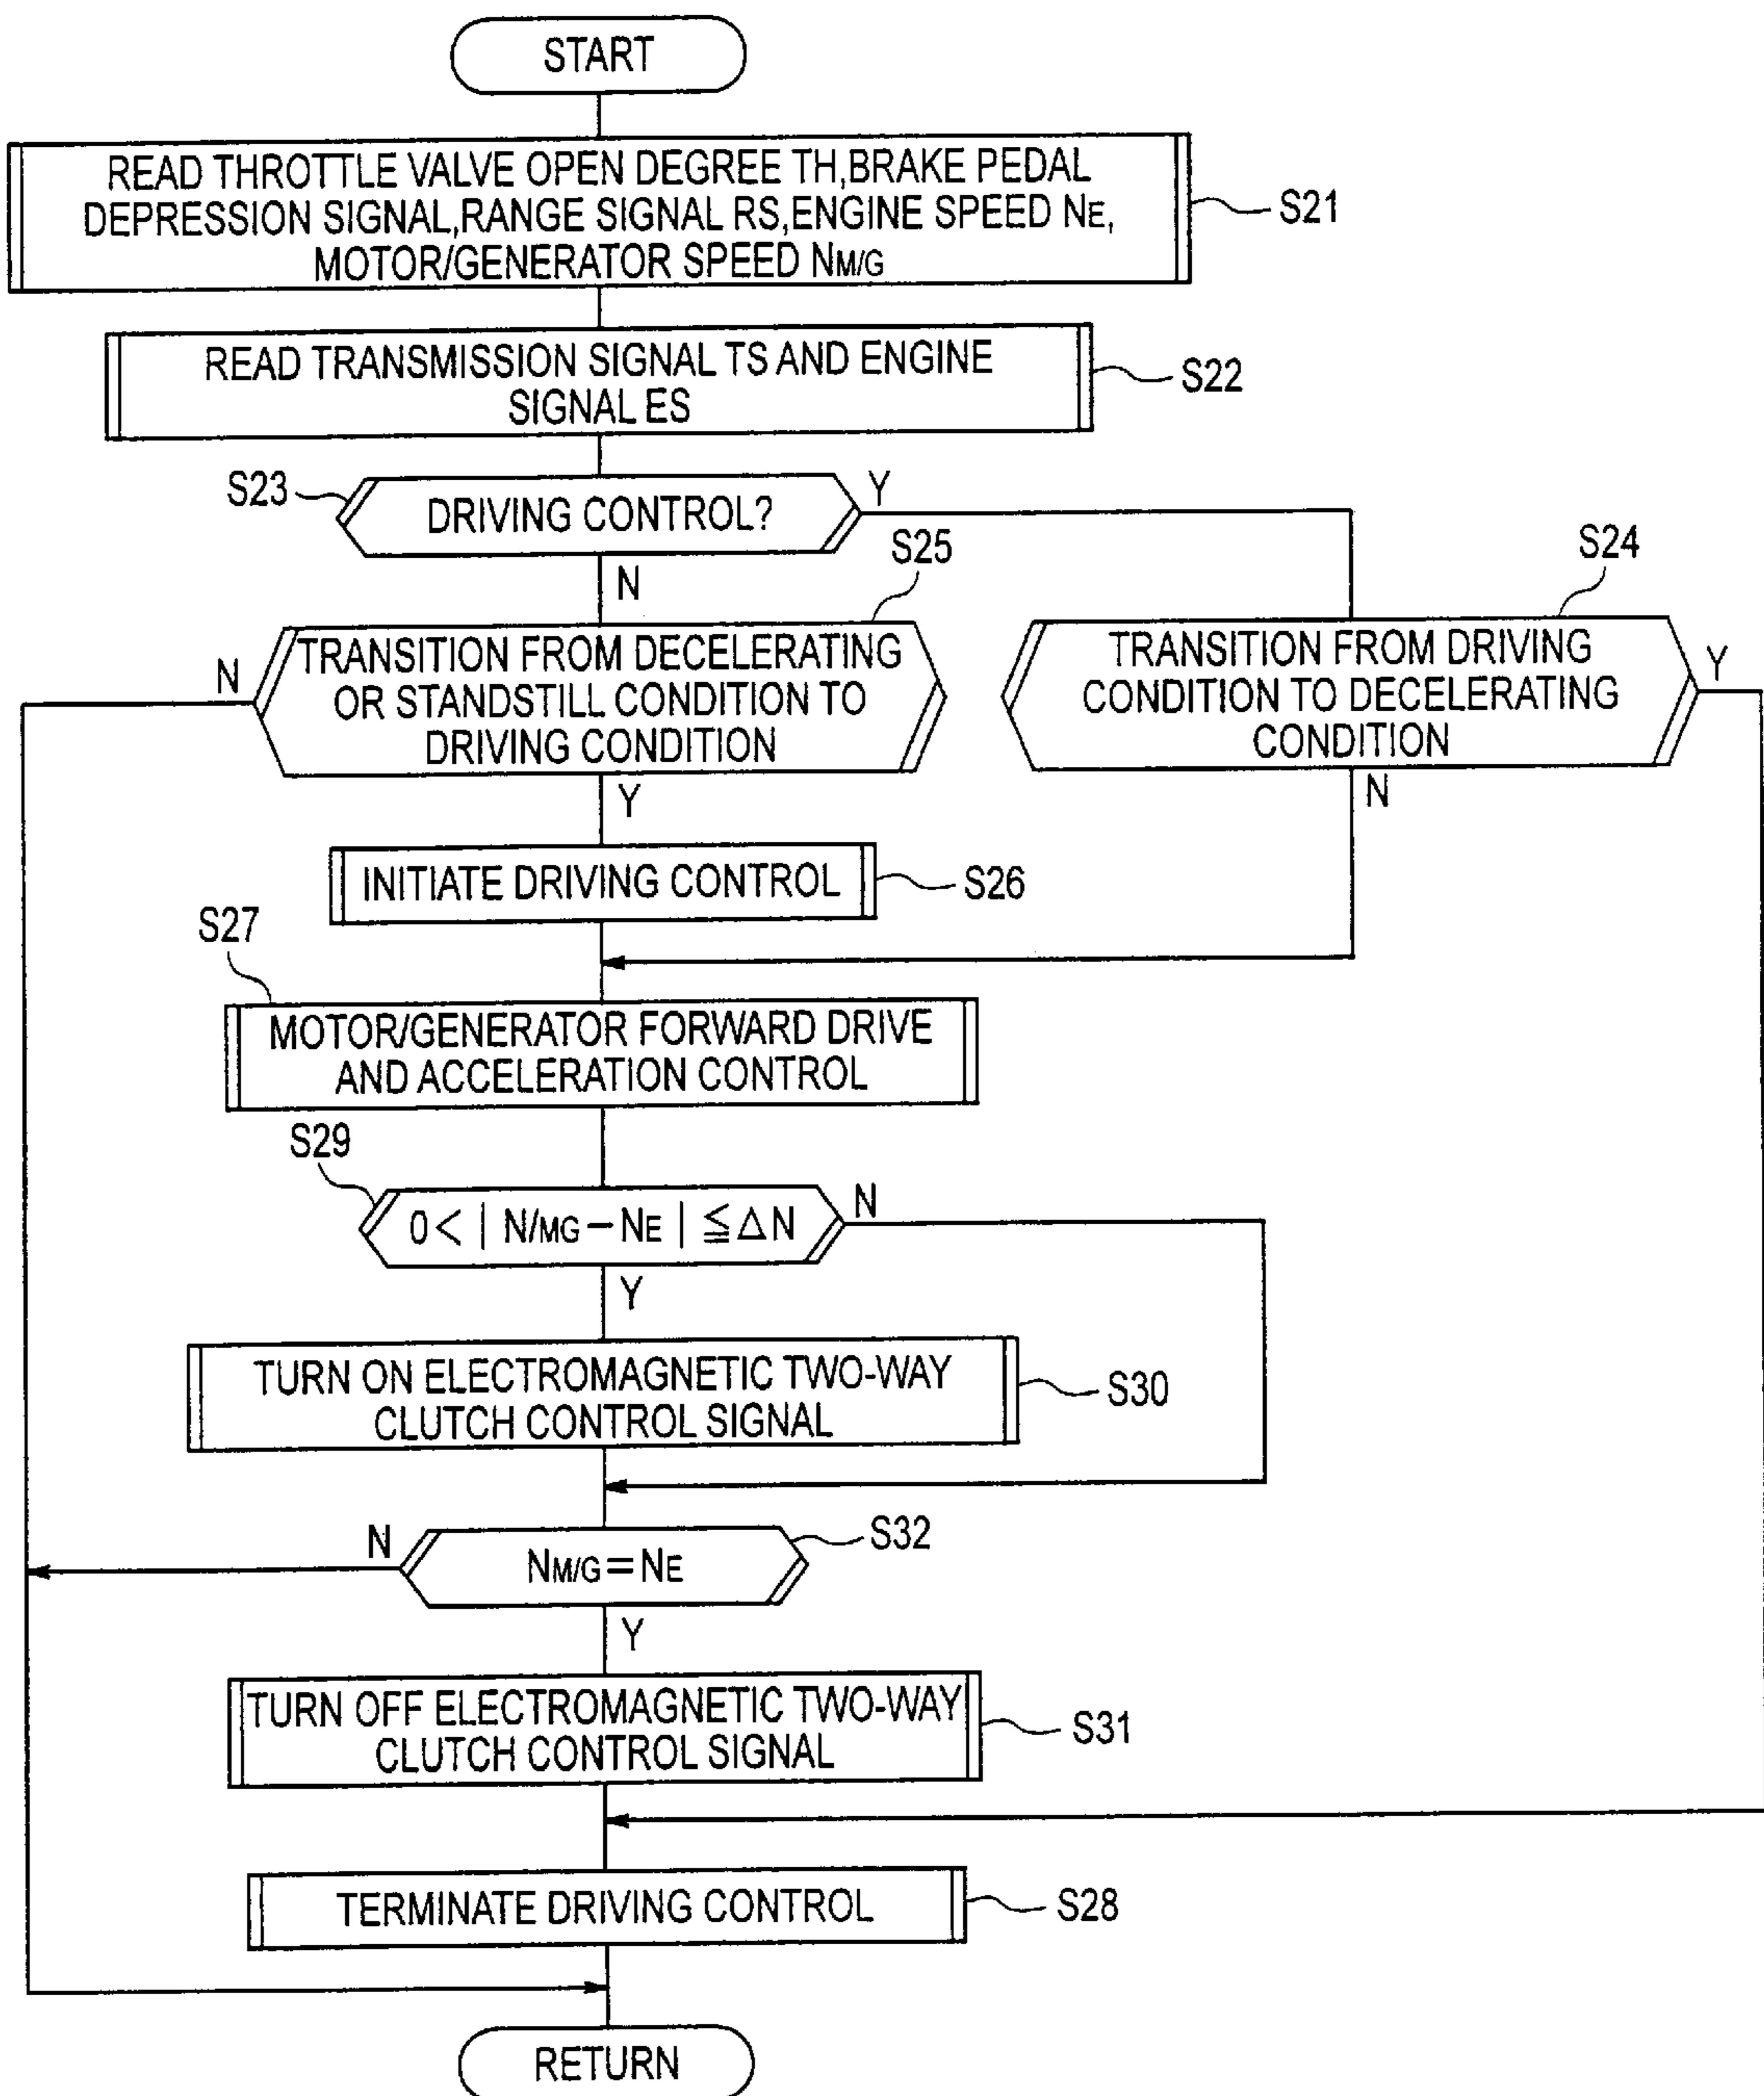 START
READ THROTTLE VALVE OPEN DEGREE TH,BRAKE PEDAL
DEPRESSION SIGNAL,RANGE SIGNAL RS,ENGINE SPEED NE,
MOTOR/GENERATOR SPEED NM/G
S21
READ TRANSMISSION SIGNAL TS AND ENGINE
SIGNAL ES
S22
S23
DRIVING CONTROL?
Y
N
S25
S24
N
TRANSITION FROM DECELERATING
OR STANDSTILL CONDITION TO
DRIVING CONDITION
Y
TRANSITION FROM DRIVING
CONDITION TO DECELERATING
CONDITION
Y
N
INITIATE DRIVING CONTROL
S26
S27
MOTOR/GENERATOR FORWARD DRIVE
AND ACCELERATION CONTROL
S29
0 < | N/MG – NE | ≦ ΔN
N
Y
TURN ON ELECTROMAGNETIC TWO-WAY
CLUTCH CONTROL SIGNAL
S30
N
NM/G = NE
S32
Y
TURN OFF ELECTROMAGNETIC TWO-WAY
CLUTCH CONTROL SIGNAL
S31
TERMINATE DRIVING CONTROL
S28
RETURN